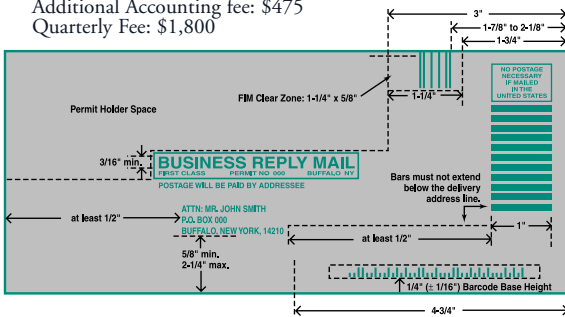 Additional Accounting fee: $475
Quarterly Fee: $1,800
3"
1-7/8" to 2-1/8"
1-3/4"
NO POSTAGE
NECESSARY
IF MAILED
IN THE
UNITED STATES
FIM Clear Zone: 1-1/4" x 5/8"
1-1/4"
Permit Holder Space
3/16" min.
BUSINESS REPLY MAIL
FIRST CLASS PERMIT NO 000 BUFFALO NY
POSTAGE WILL BE PAID BY ADDRESSEE
Bars must not extend
below the delivery
address line.
ATTN: MR. JOHN SMITH
P.O. BOX 000
BUFFALO, NEW YORK, 14210
at least 1/2"
1"
at least 1/2"
5/8" min.
2-1/4" max.
1/4" (± 1/16") Barcode Base Height
4-3/4"